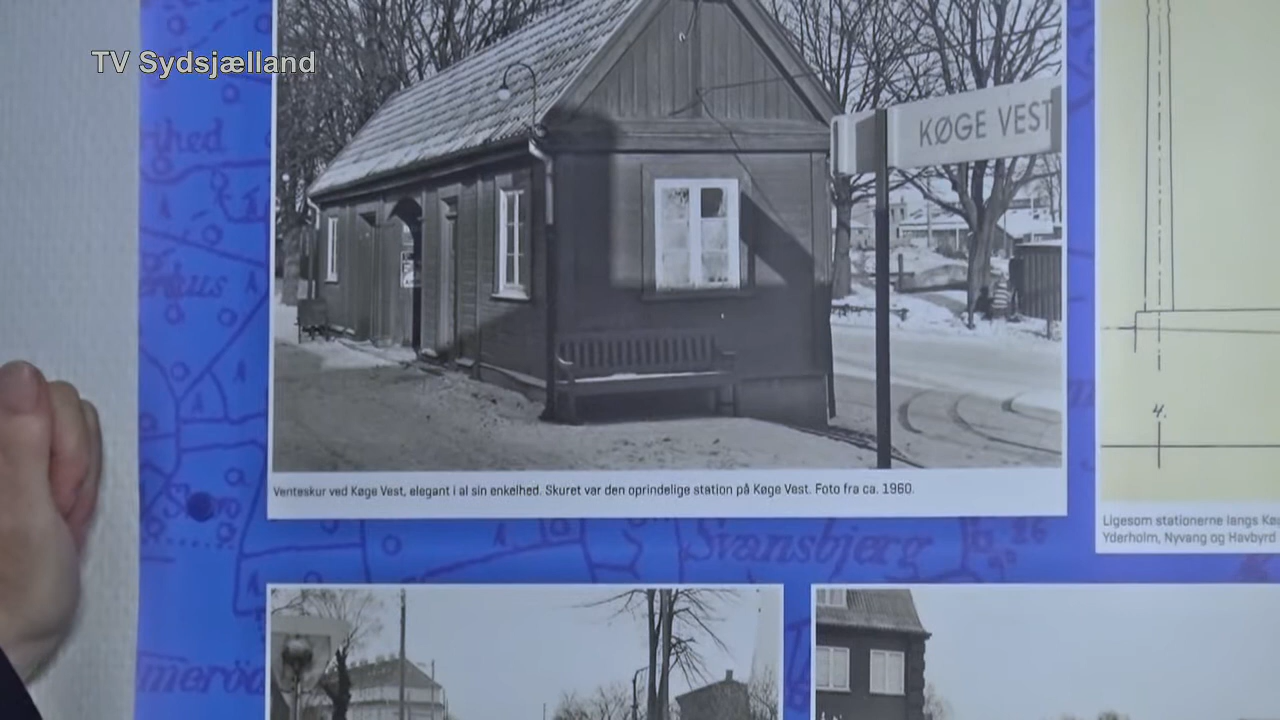 TV Sydsjælland
KØGE VEST
Venteskur ved Køge Vest, elegant i al sin enkelhed. Skuret var den oprindelige station på Køge Vest. Foto fra ca. 1960.
4.
Ligesom stationerne langs
Yderholm, Nyvang og Havbyrd
Svansbjerg